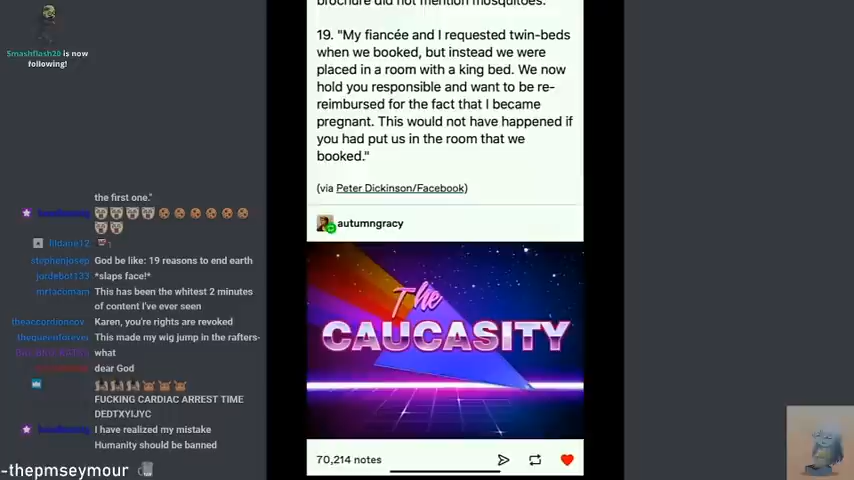 Smashflash20 is now
following!
brochure did not mention mosquitoes."
19. "My fiancée and I requested twin-beds
when we booked, but instead we were
placed in a room with a king bed. We now
hold you responsible and want to be re-
reimbursed for the fact that I became
pregnant. This would not have happened if
you had put us in the room that we
booked."
(via Peter Dickinson/Facebook)
autumngracy
The
CAUCASITY
70,214 notes
the first one."
lildane12
stephenjosep God be like: 19 reasons to end earth
jordebot133 *slaps face!*
mrtacomam This has been the whitest 2 minutes
of content I've ever seen
theaccordioncov Karen, you're rights are revoked
thequeenforever This made my wig jump in the rafters-
what
dear God
FUCKING CARDIAC ARREST TIME
DEDTXYIJYC
I have realized my mistake
Humanity should be banned
-thepmseymour